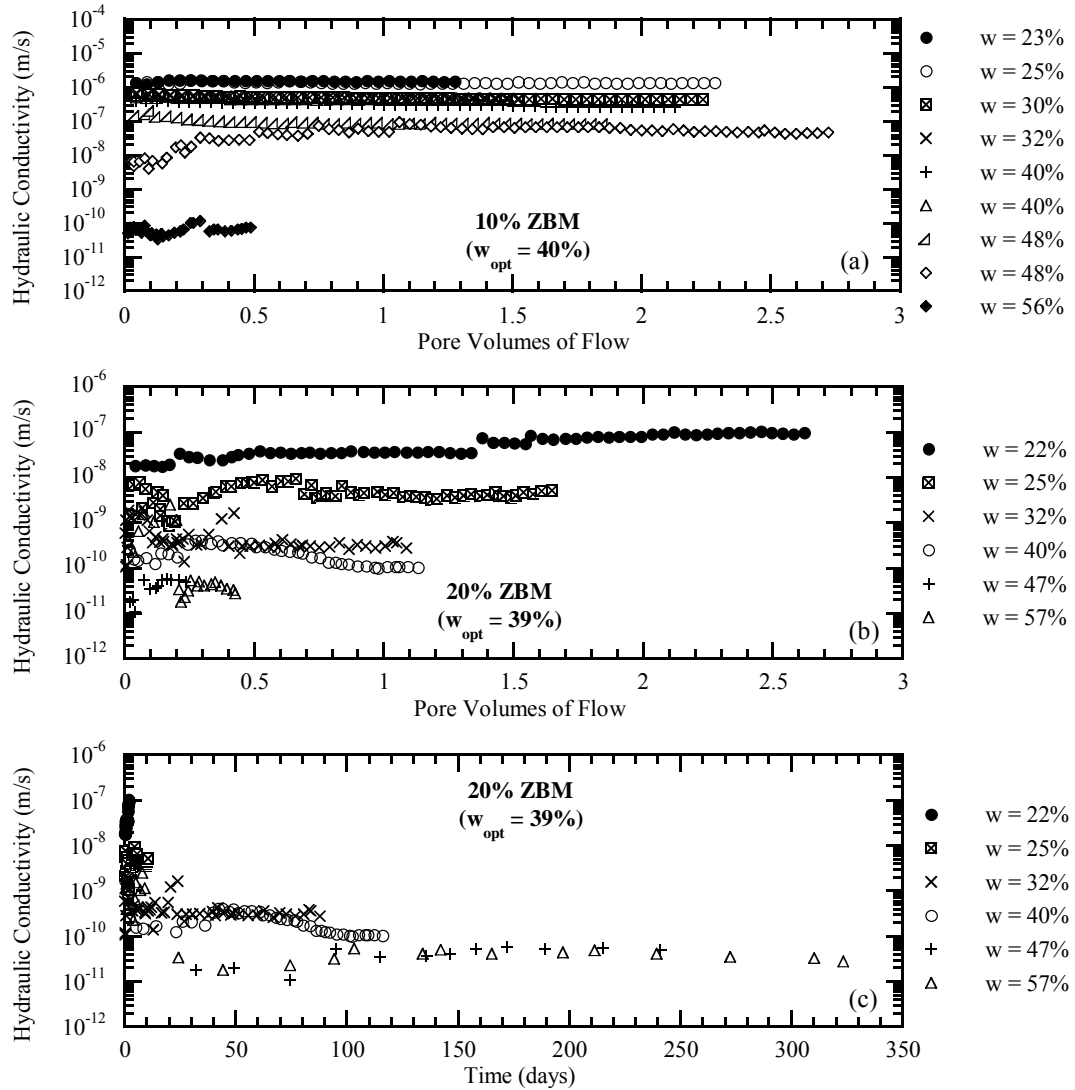 Hydraulic Conductivity (m/s)
10^-4
10^-5
10^-6
10^-7
10^-8
10^-9
10^-10
10^-11
10^-12
10% ZBM
(w_opt = 40%)
(a)
0 0.5 1 1.5 2 2.5 3
Pore Volumes of Flow
w = 23%
w = 25%
w = 30%
w = 32%
w = 40%
w = 40%
w = 48%
w = 48%
w = 56%
Hydraulic Conductivity (m/s)
10^-6
10^-7
10^-8
10^-9
10^-10
10^-11
10^-12
20% ZBM
(w_opt = 39%)
(b)
0 0.5 1 1.5 2 2.5 3
Pore Volumes of Flow
w = 22%
w = 25%
w = 32%
w = 40%
w = 47%
w = 57%
Hydraulic Conductivity (m/s)
10^-6
10^-7
10^-8
10^-9
10^-10
10^-11
10^-12
20% ZBM
(w_opt = 39%)
(c)
0 50 100 150 200 250 300 350
Time (days)
w = 22%
w = 25%
w = 32%
w = 40%
w = 47%
w = 57%